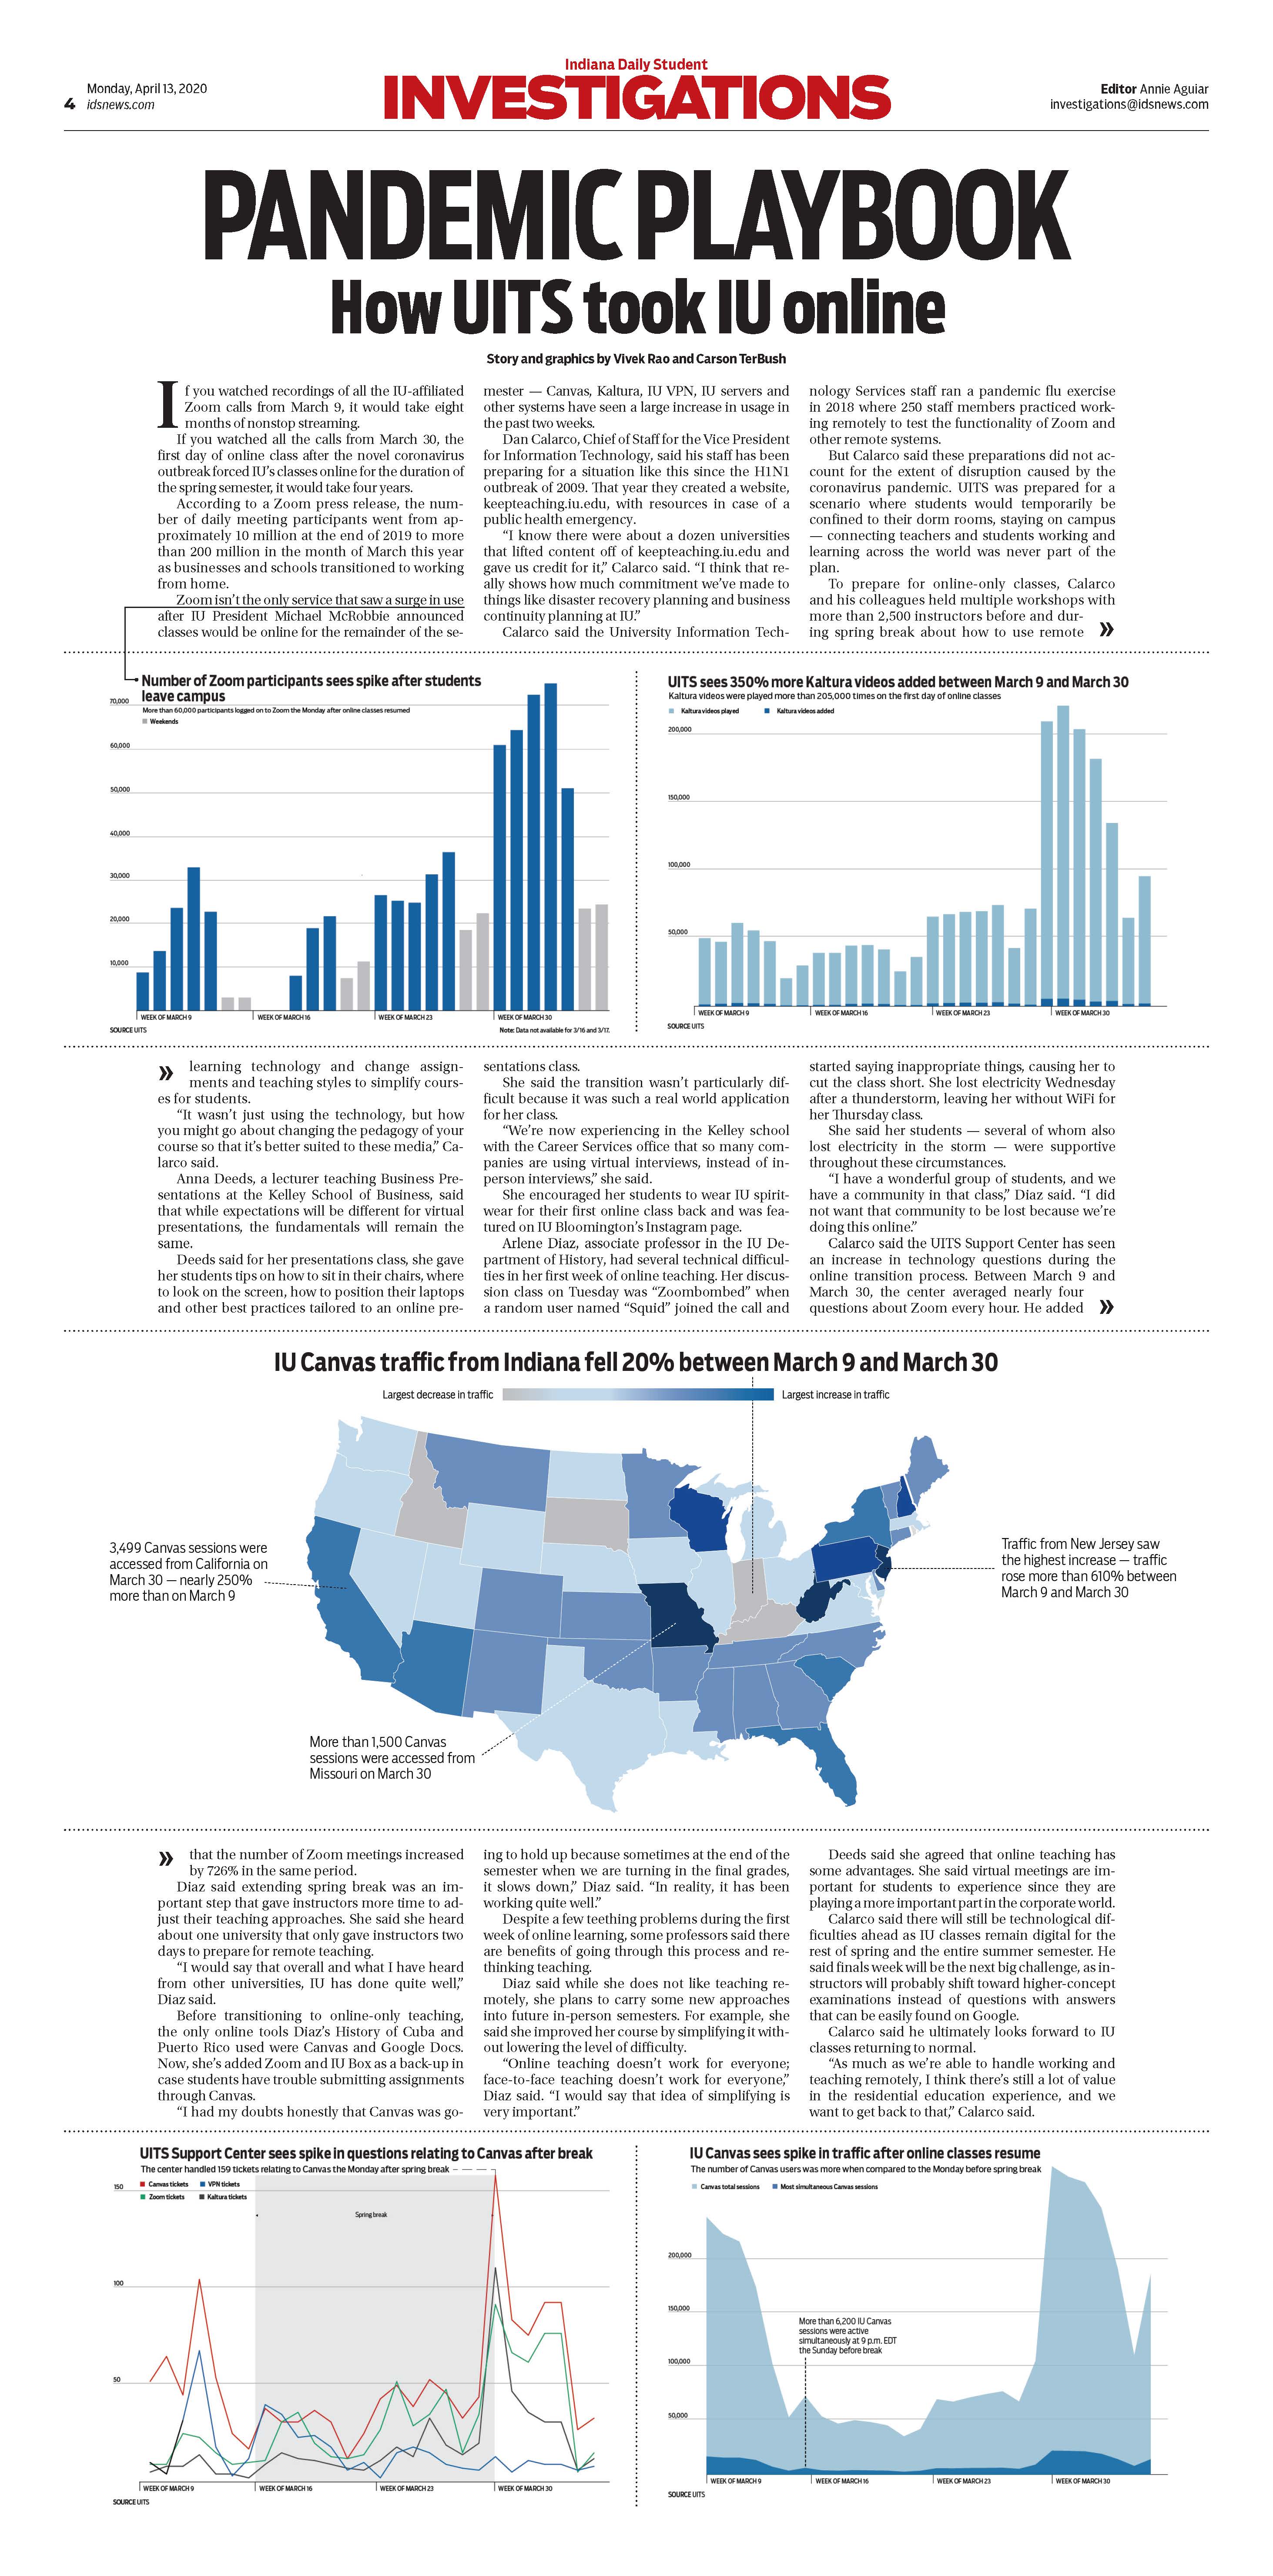 4
Monday, April 13, 2020
idsnews.com
Indiana Daily Student
INVESTIGATIONS
Editor Annie Aguiar
investigations@idsnews.com
PANDEMIC PLAYBOOK
How UITS took IU online
Story and graphics by Vivek Rao and Carson TerBush
If you watched recordings of all the IU-affiliated
Zoom calls from March 9, it would take eight
months of nonstop streaming.
If you watched all the calls from March 30, the
first day of online class after the novel coronavirus
outbreak forced IU's classes online for the duration of
the spring semester, it would take four years.
According to a Zoom press release, the num-
ber of daily meeting participants went from ap-
proximately 10 million at the end of 2019 to more
than 200 million in the month of March this year
as businesses and schools transitioned to working
from home.
Zoom isn't the only service that saw a surge in use
after IU President Michael McRobbie announced
classes would be online for the remainder of the se-
mester — Canvas, Kaltura, IU VPN, IU servers and
other systems have seen a large increase in usage in
the past two weeks.
Dan Calarco, Chief of Staff for the Vice President
for Information Technology, said his staff has been
preparing for a situation like this since the H1N1
outbreak of 2009. That year they created a website,
keepteaching.iu.edu, with resources in case of a
public health emergency.
“I know there were about a dozen universities
that lifted content off of keepteaching.iu.edu and
gave us credit for it,” Calarco said. “I think that re-
ally shows how much commitment we've made to
things like disaster recovery planning and business
continuity planning at IU.”
Calarco said the University Information Tech-
nology Services staff ran a pandemic flu exercise
in 2018 where 250 staff members practiced work-
ing remotely to test the functionality of Zoom and
other remote systems.
But Calarco said these preparations did not ac-
count for the extent of disruption caused by the
coronavirus pandemic. UITS was prepared for a
scenario where students would temporarily be
confined to their dorm rooms, staying on campus
— connecting teachers and students working and
learning across the world was never part of the
plan.
To prepare for online-only classes, Calarco
and his colleagues held multiple workshops with
more than 2,500 instructors before and dur-
ing spring break about how to use remote »
Number of Zoom participants sees spike after students
leave campus
More than 60,000 participants logged on to Zoom the Monday after online classes resumed
Weekends
70,000
60,000
50,000
40,000
30,000
20,000
10,000
WEEK OF MARCH 9
WEEK OF MARCH 16
WEEK OF MARCH 23
WEEK OF MARCH 30
SOURCE UITS
Note: Data not available for 3/16 and 3/17.
UITS sees 350% more Kaltura videos added between March 9 and March 30
Kaltura videos were played more than 205,000 times on the first day of online classes
Kaltura videos played
Kaltura videos added
200,000
150,000
100,000
50,000
WEEK OF MARCH 9
WEEK OF MARCH 16
WEEK OF MARCH 23
WEEK OF MARCH 30
SOURCE UITS
» learning technology and change assign-
ments and teaching styles to simplify cours-
es for students.
“It wasn't just using the technology, but how
you might go about changing the pedagogy of your
course so that it's better suited to these media,” Ca-
larco said.
Anna Deeds, a lecturer teaching Business Pre-
sentations at the Kelley School of Business, said
that while expectations will be different for virtual
presentations, the fundamentals will remain the
same.
Deeds said for her presentations class, she gave
her students tips on how to sit in their chairs, where
to look on the screen, how to position their laptops
and other best practices tailored to an online pre-
sentations class.
She said the transition wasn't particularly dif-
ficult because it was such a real world application
for her class.
“We're now experiencing in the Kelley school
with the Career Services office that so many com-
panies are using virtual interviews, instead of in-
person interviews,” she said.
She encouraged her students to wear IU spirit-
wear for their first online class back and was fea-
tured on IU Bloomington's Instagram page.
Arlene Diaz, associate professor in the IU De-
partment of History, had several technical difficul-
ties in her first week of online teaching. Her discus-
sion class on Tuesday was “Zoombombed” when
a random user named “Squid” joined the call and
started saying inappropriate things, causing her to
cut the class short. She lost electricity Wednesday
after a thunderstorm, leaving her without WiFi for
her Thursday class.
She said her students — several of whom also
lost electricity in the storm — were supportive
throughout these circumstances.
“I have a wonderful group of students, and we
have a community in that class,” Diaz said. “I did
not want that community to be lost because we're
doing this online.”
Calarco said the UITS Support Center has seen
an increase in technology questions during the
online transition process. Between March 9 and
March 30, the center averaged nearly four
questions about Zoom every hour. He added »
IU Canvas traffic from Indiana fell 20% between March 9 and March 30
Largest decrease in traffic
Largest increase in traffic
3,499 Canvas sessions were
accessed from California on
March 30 — nearly 250%
more than on March 9
Traffic from New Jersey saw
the highest increase — traffic
rose more than 610% between
March 9 and March 30
More than 1,500 Canvas
sessions were accessed from
Missouri on March 30
» that the number of Zoom meetings increased
by 726% in the same period.
Diaz said extending spring break was an im-
portant step that gave instructors more time to ad-
just their teaching approaches. She said she heard
about one university that only gave instructors two
days to prepare for remote teaching.
“I would say that overall and what I have heard
from other universities, IU has done quite well,”
Diaz said.
Before transitioning to online-only teaching,
the only online tools Diaz's History of Cuba and
Puerto Rico used were Canvas and Google Docs.
Now, she's added Zoom and IU Box as a back-up in
case students have trouble submitting assignments
through Canvas.
“I had my doubts honestly that Canvas was go-
ing to hold up because sometimes at the end of the
semester when we are turning in the final grades,
it slows down,” Diaz said. “In reality, it has been
working quite well.”
Despite a few teething problems during the first
week of online learning, some professors said there
are benefits of going through this process and re-
thinking teaching.
Diaz said while she does not like teaching re-
motely, she plans to carry some new approaches
into future in-person semesters. For example, she
said she improved her course by simplifying it with-
out lowering the level of difficulty.
“Online teaching doesn't work for everyone;
face-to-face teaching doesn't work for everyone,”
Diaz said. “I would say that idea of simplifying is
very important.”
Deeds said she agreed that online teaching has
some advantages. She said virtual meetings are im-
portant for students to experience since they are
playing a more important part in the corporate world.
Calarco said there will still be technological dif-
ficulties ahead as IU classes remain digital for the
rest of spring and the entire summer semester. He
said finals week will be the next big challenge, as in-
structors will probably shift toward higher-concept
examinations instead of questions with answers
that can be easily found on Google.
Calarco said he ultimately looks forward to IU
classes returning to normal.
“As much as we're able to handle working and
teaching remotely, I think there's still a lot of value
in the residential education experience, and we
want to get back to that,” Calarco said.
UITS Support Center sees spike in questions relating to Canvas after break
The center handled 159 tickets relating to Canvas the Monday after spring break
Canvas tickets
VPN tickets
Zoom tickets
Kaltura tickets
Spring break
150
100
50
WEEK OF MARCH 9
WEEK OF MARCH 16
WEEK OF MARCH 23
WEEK OF MARCH 30
SOURCE UITS
IU Canvas sees spike in traffic after online classes resume
The number of Canvas users was more when compared to the Monday before spring break
Canvas total sessions
Most simultaneous Canvas sessions
200,000
150,000
100,000
50,000
More than 6,200 IU Canvas
sessions were active
simultaneously at 9 p.m. EDT
the Sunday before break
WEEK OF MARCH 9
WEEK OF MARCH 16
WEEK OF MARCH 23
WEEK OF MARCH 30
SOURCE UITS